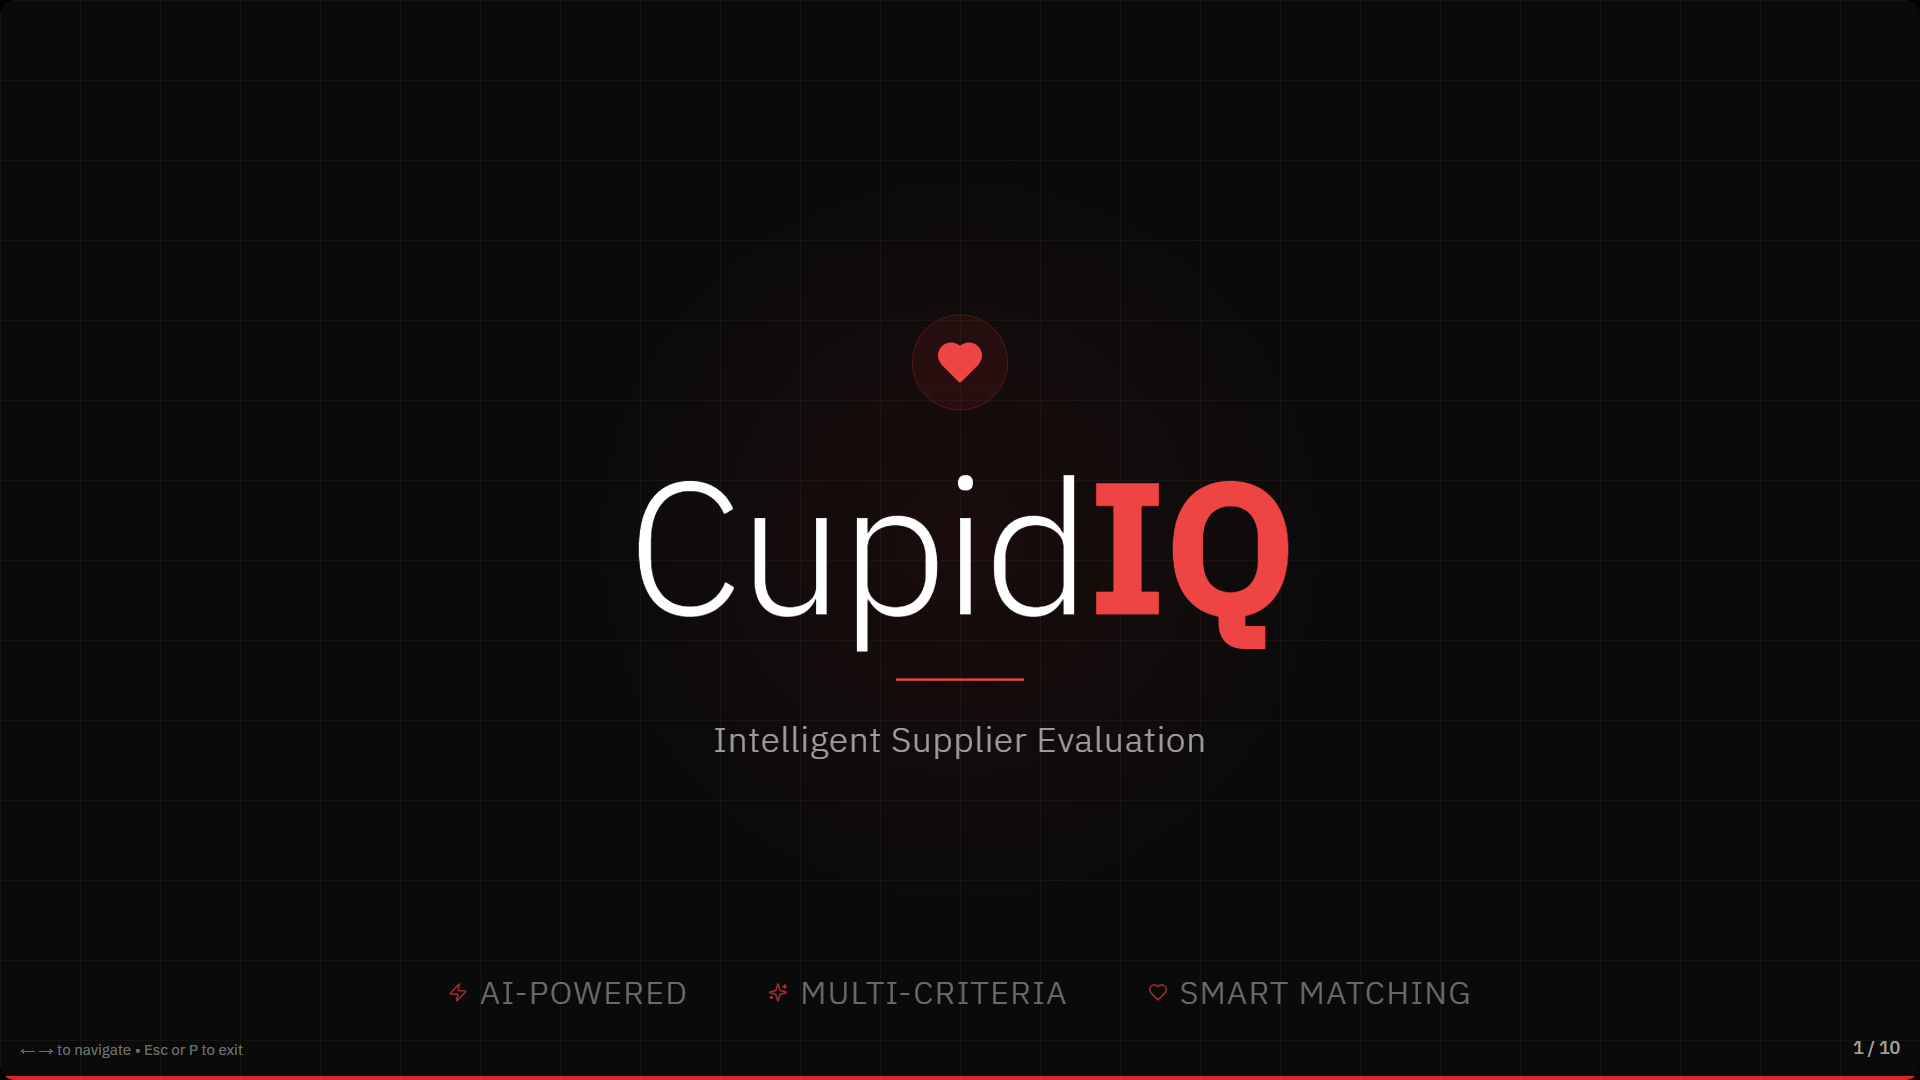 CupidIQ
Intelligent Supplier Evaluation
AI-POWERED
MULTI-CRITERIA
SMART MATCHING
←→ to navigate • Esc or P to exit
1 / 10